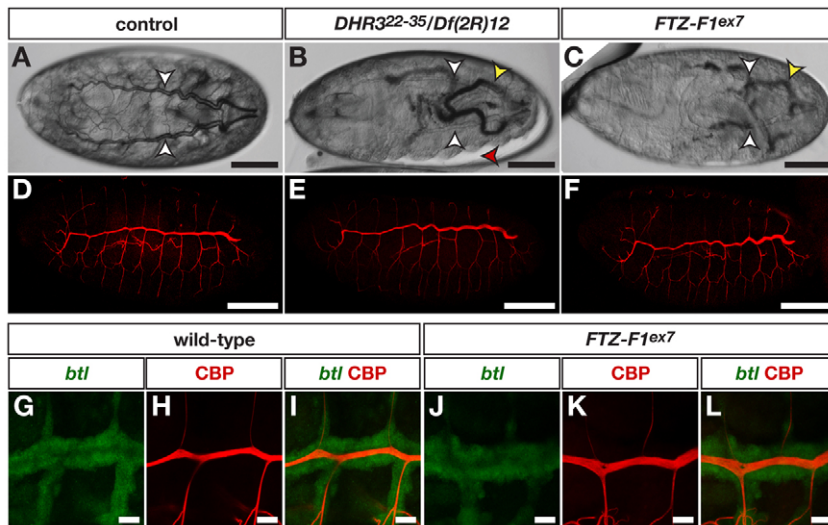 control
DHR3²²⁻³⁵/Df(2R)12
FTZ-F1ᵉˣ⁷
A
B
C
D
E
F
wild-type
FTZ-F1ᵉˣ⁷
btl
CBP
btl CBP
btl
CBP
btl CBP
G
H
I
J
K
L